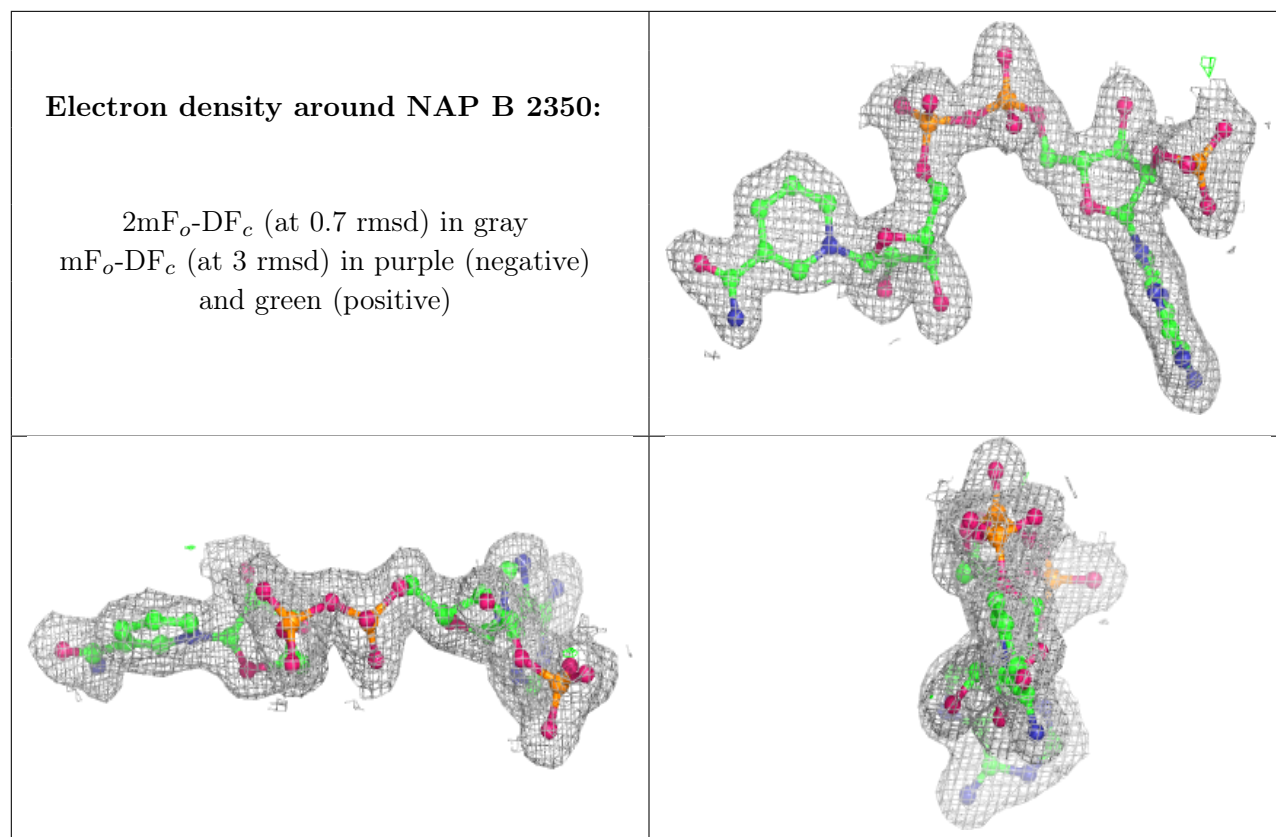 Electron density around NAP B 2350:
2mFo-DFc (at 0.7 rmsd) in gray
mFo-DFc (at 3 rmsd) in purple (negative)
and green (positive)